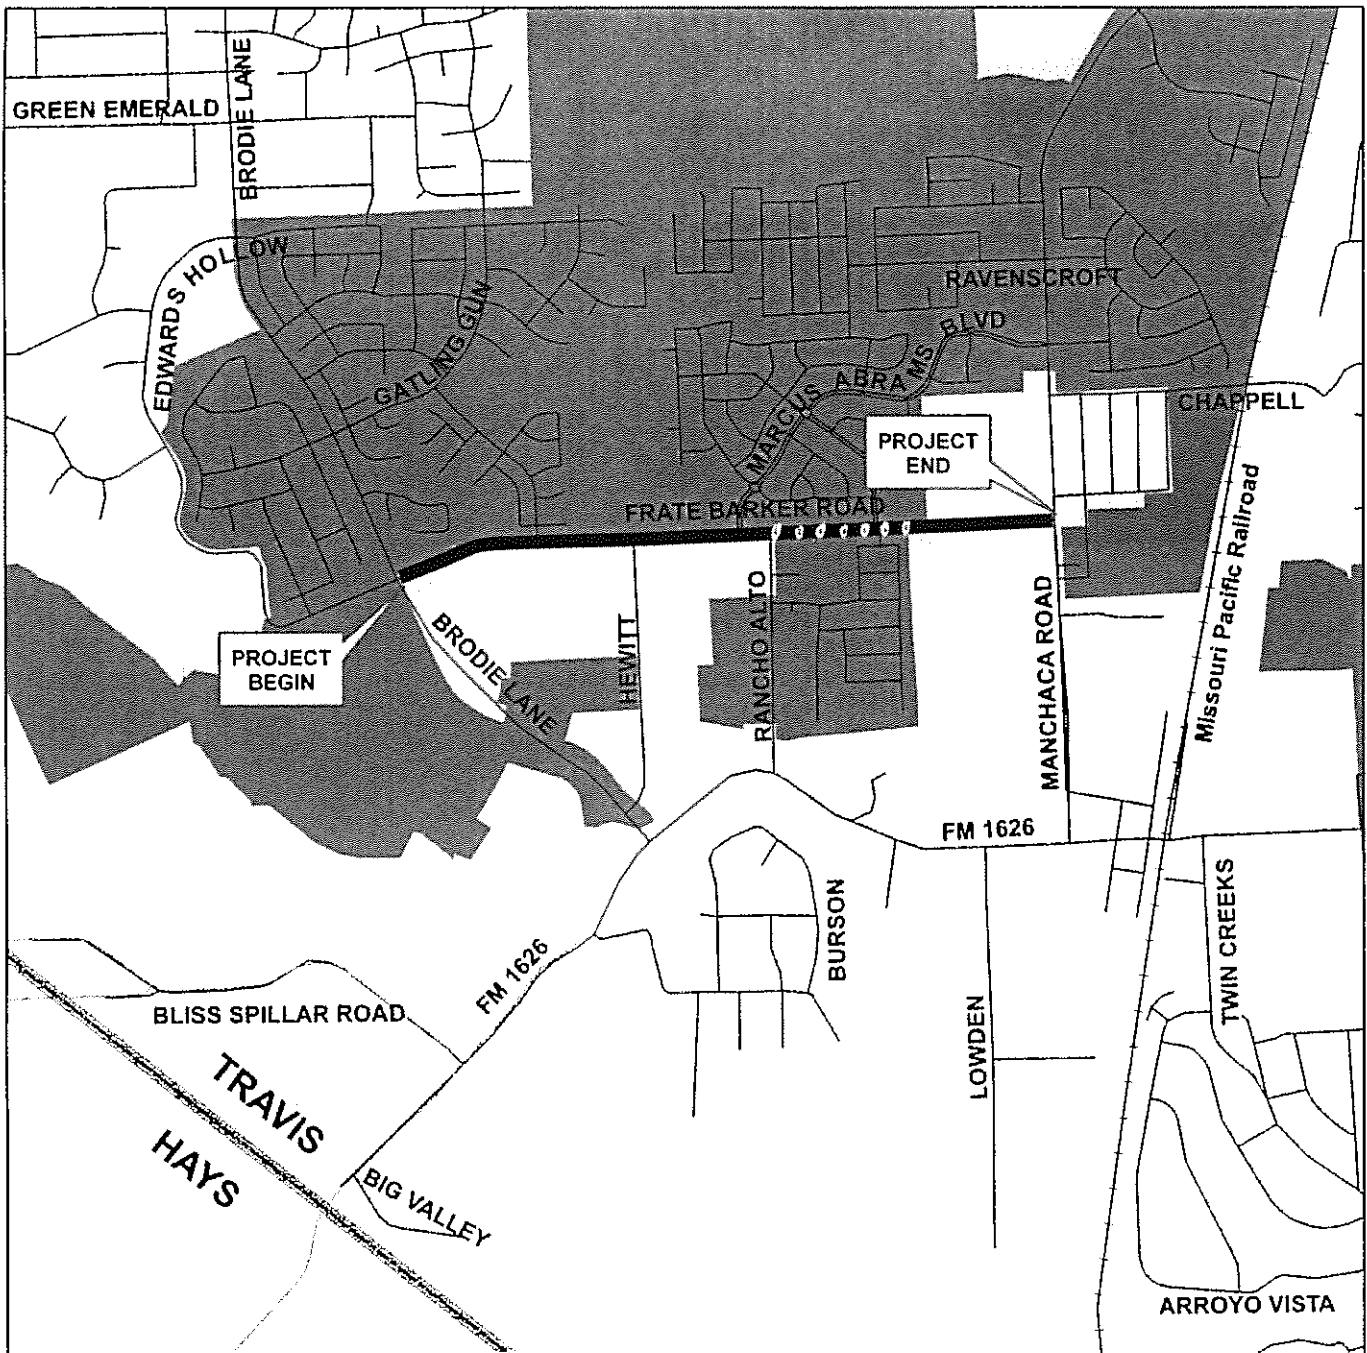 GREEN EMERALD
BRODIE LANE
EDWARDS HOLLOW
GATLING GUN
RAVENSCROFT
MARCUS ABRAMS BLVD
CHAPPELL
PROJECT
END
FRATE BARKER ROAD
PROJECT
BEGIN
BRODIE LANE
HEWITT
RANCHO ALTO
MANCHACA ROAD
Missouri Pacific Railroad
FM 1626
BURSON
TWIN CREEKS
FM 1626
BLISS SPILLAR ROAD
LOWDEN
TRAVIS
HAYS
BIG VALLEY
ARROYO VISTA